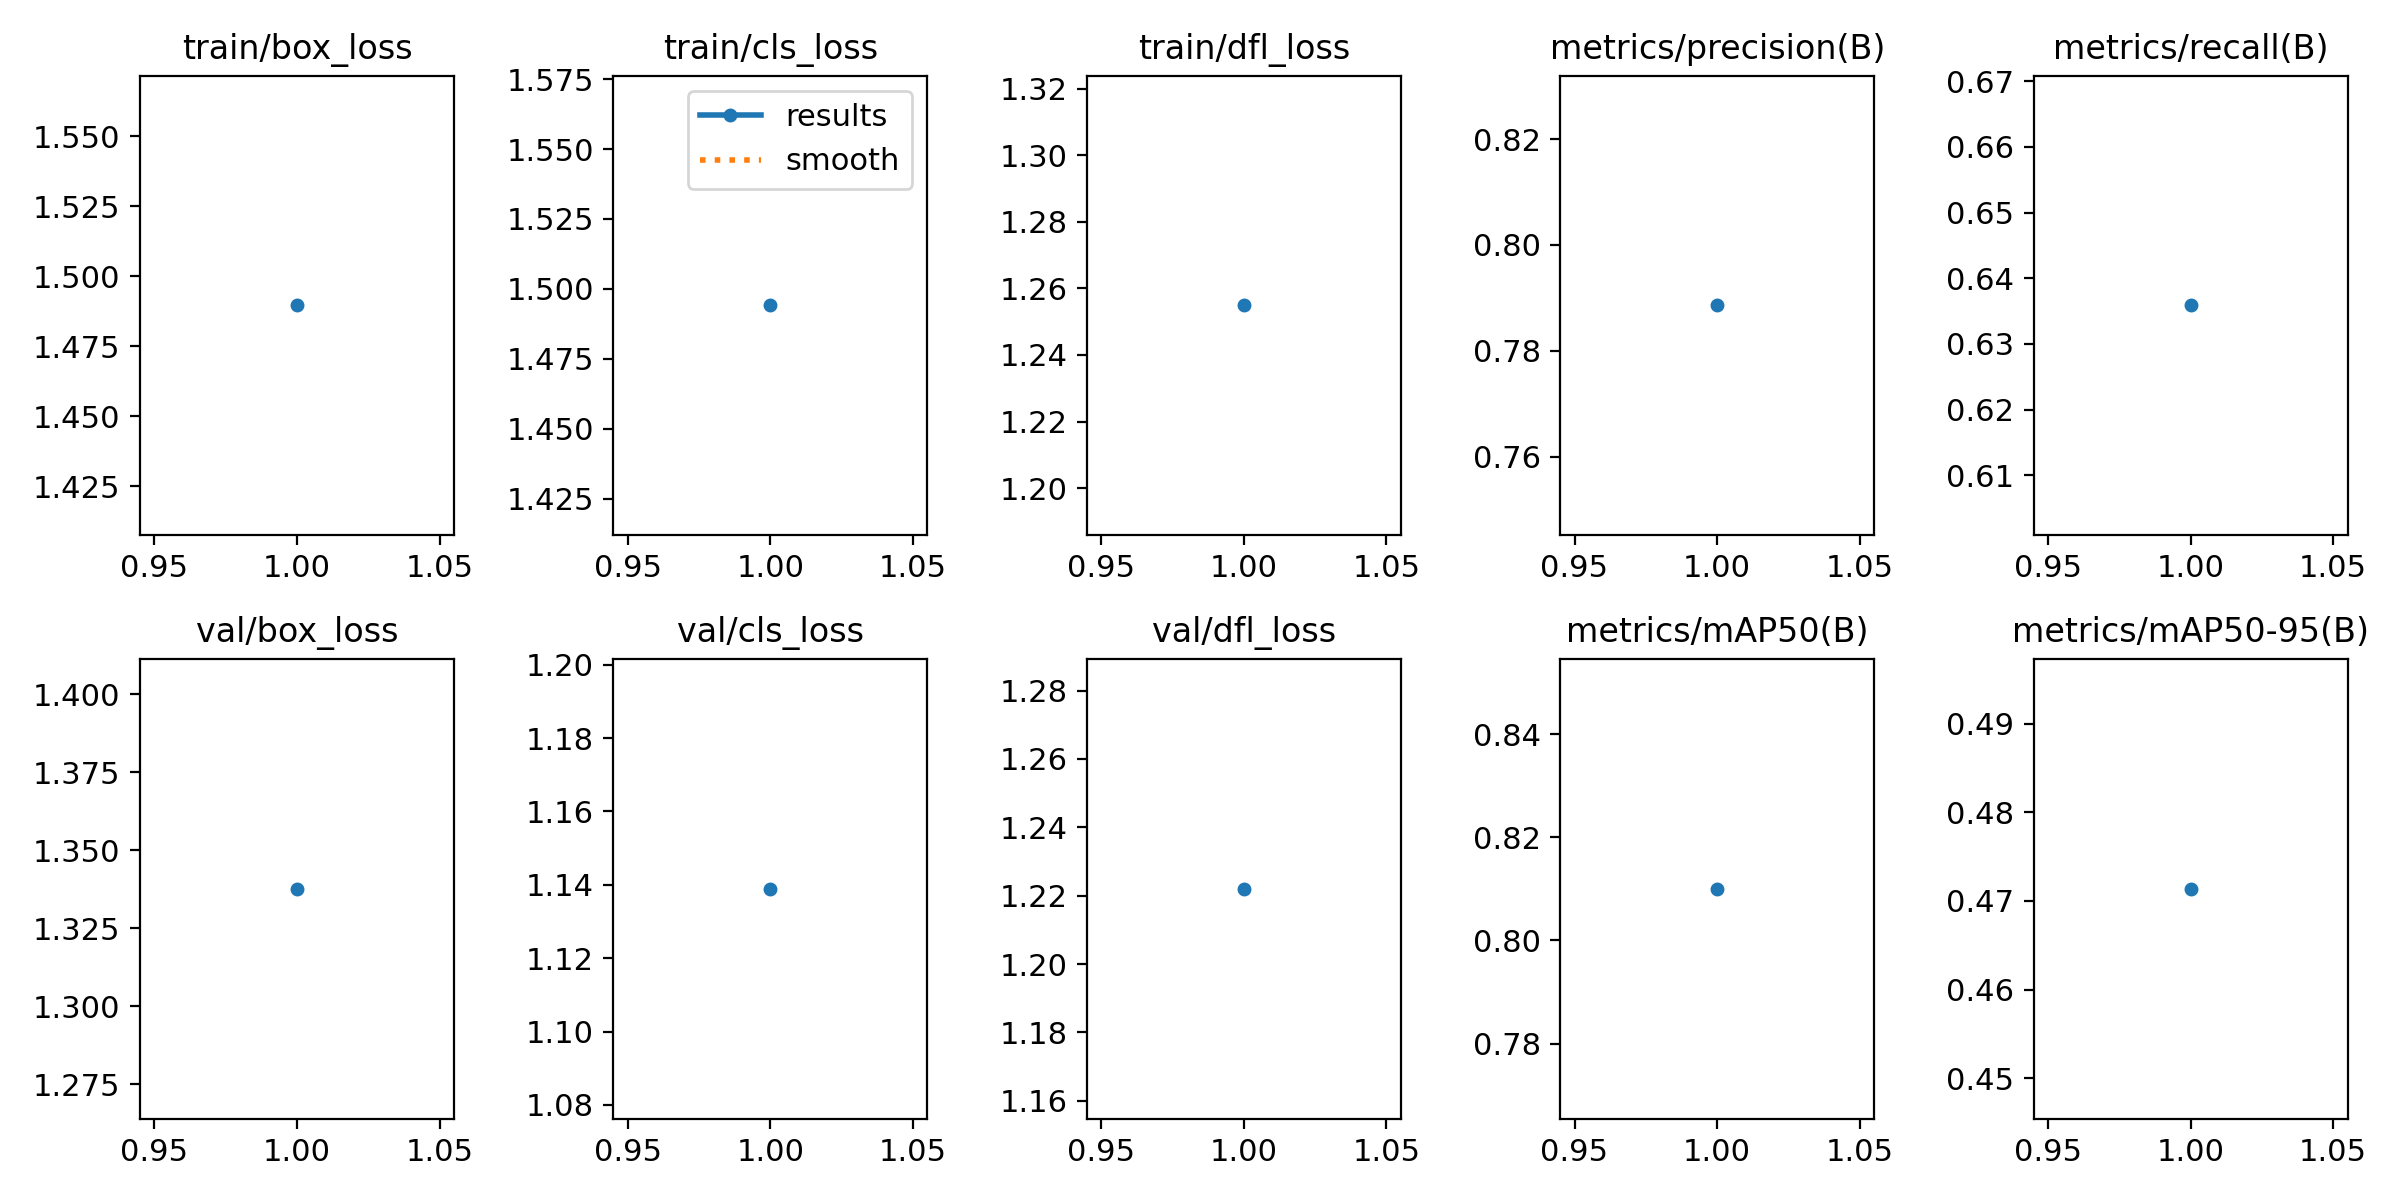 train/box_loss
1.550
1.525
1.500
1.475
1.450
1.425
0.95 1.00 1.05
train/cls_loss
1.575
1.550
1.525
1.500
1.475
1.450
1.425
results
smooth
0.95 1.00 1.05
train/dfl_loss
1.32
1.30
1.28
1.26
1.24
1.22
1.20
0.95 1.00 1.05
metrics/precision(B)
0.82
0.80
0.78
0.76
0.95 1.00 1.05
metrics/recall(B)
0.67
0.66
0.65
0.64
0.63
0.62
0.61
0.95 1.00 1.05
val/box_loss
1.400
1.375
1.350
1.325
1.300
1.275
0.95 1.00 1.05
val/cls_loss
1.20
1.18
1.16
1.14
1.12
1.10
1.08
0.95 1.00 1.05
val/dfl_loss
1.28
1.26
1.24
1.22
1.20
1.18
1.16
0.95 1.00 1.05
metrics/mAP50(B)
0.84
0.82
0.80
0.78
0.95 1.00 1.05
metrics/mAP50-95(B)
0.49
0.48
0.47
0.46
0.45
0.95 1.00 1.05